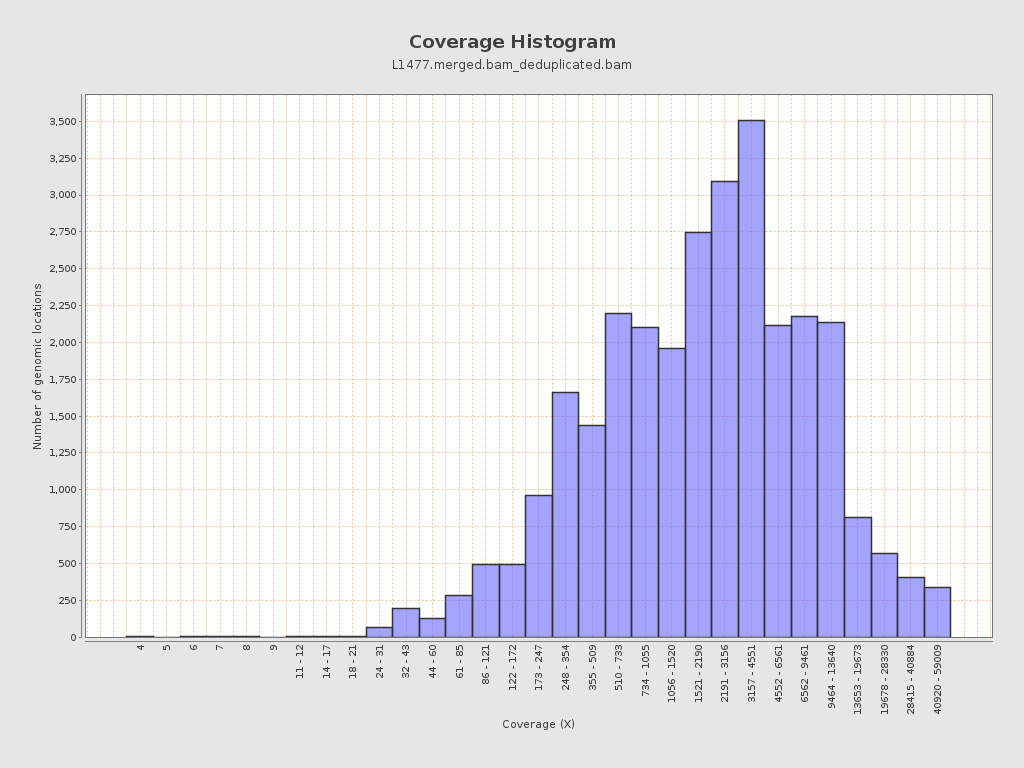 Coverage Histogram
L1477.merged.bam_deduplicated.bam
Number of genomic locations
3,500
3,250
3,000
2,750
2,500
2,250
2,000
1,750
1,500
1,250
1,000
750
500
250
0
4
5
6
7
8
9
11 - 12
14 - 17
18 - 21
24 - 31
32 - 43
44 - 60
61 - 85
86 - 121
122 - 172
173 - 247
248 - 354
355 - 509
510 - 733
734 - 1055
1056 - 1520
1521 - 2190
2191 - 3156
3157 - 4551
4552 - 6561
6562 - 9461
9464 - 13640
13653 - 19673
19678 - 28330
28415 - 40884
40920 - 59009
Coverage (X)